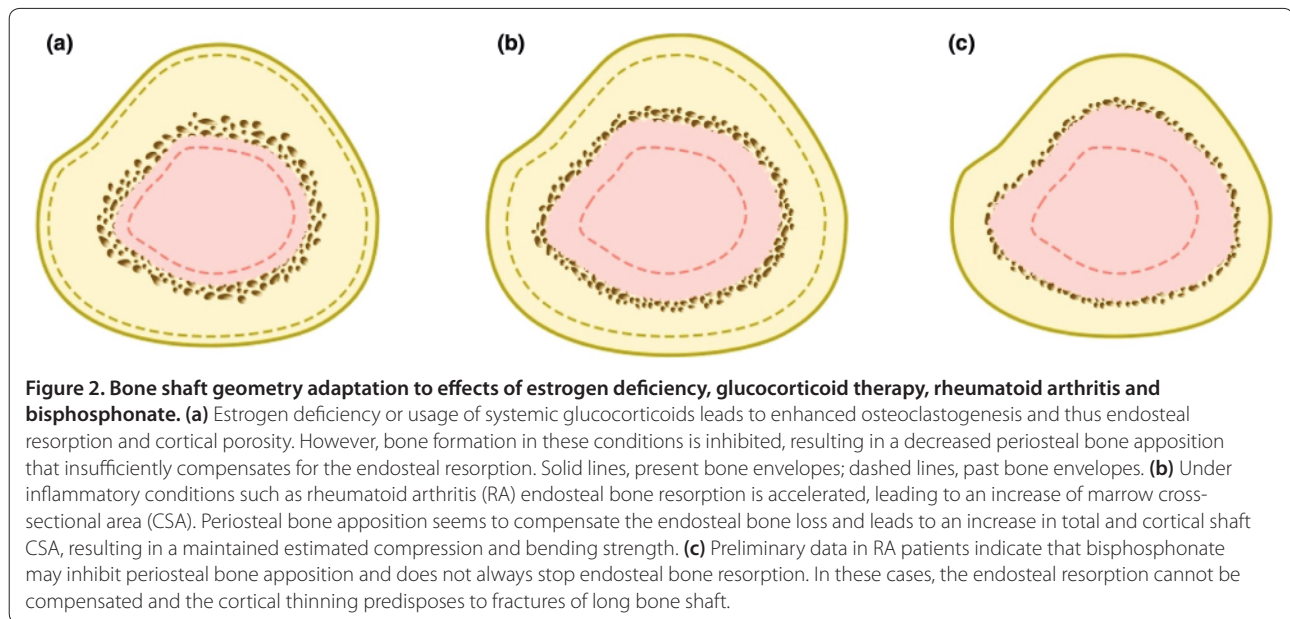 (a)
(b)
(c)
Figure 2. Bone shaft geometry adaptation to effects of estrogen deficiency, glucocorticoid therapy, rheumatoid arthritis and
bisphosphonate. (a) Estrogen deficiency or usage of systemic glucocorticoids leads to enhanced osteoclastogenesis and thus endosteal
resorption and cortical porosity. However, bone formation in these conditions is inhibited, resulting in a decreased periosteal bone apposition
that insufficiently compensates for the endosteal resorption. Solid lines, present bone envelopes; dashed lines, past bone envelopes. (b) Under
inflammatory conditions such as rheumatoid arthritis (RA) endosteal bone resorption is accelerated, leading to an increase of marrow cross-
sectional area (CSA). Periosteal bone apposition seems to compensate the endosteal bone loss and leads to an increase in total and cortical shaft
CSA, resulting in a maintained estimated compression and bending strength. (c) Preliminary data in RA patients indicate that bisphosphonate
may inhibit periosteal bone apposition and does not always stop endosteal bone resorption. In these cases, the endosteal resorption cannot be
compensated and the cortical thinning predisposes to fractures of long bone shaft.